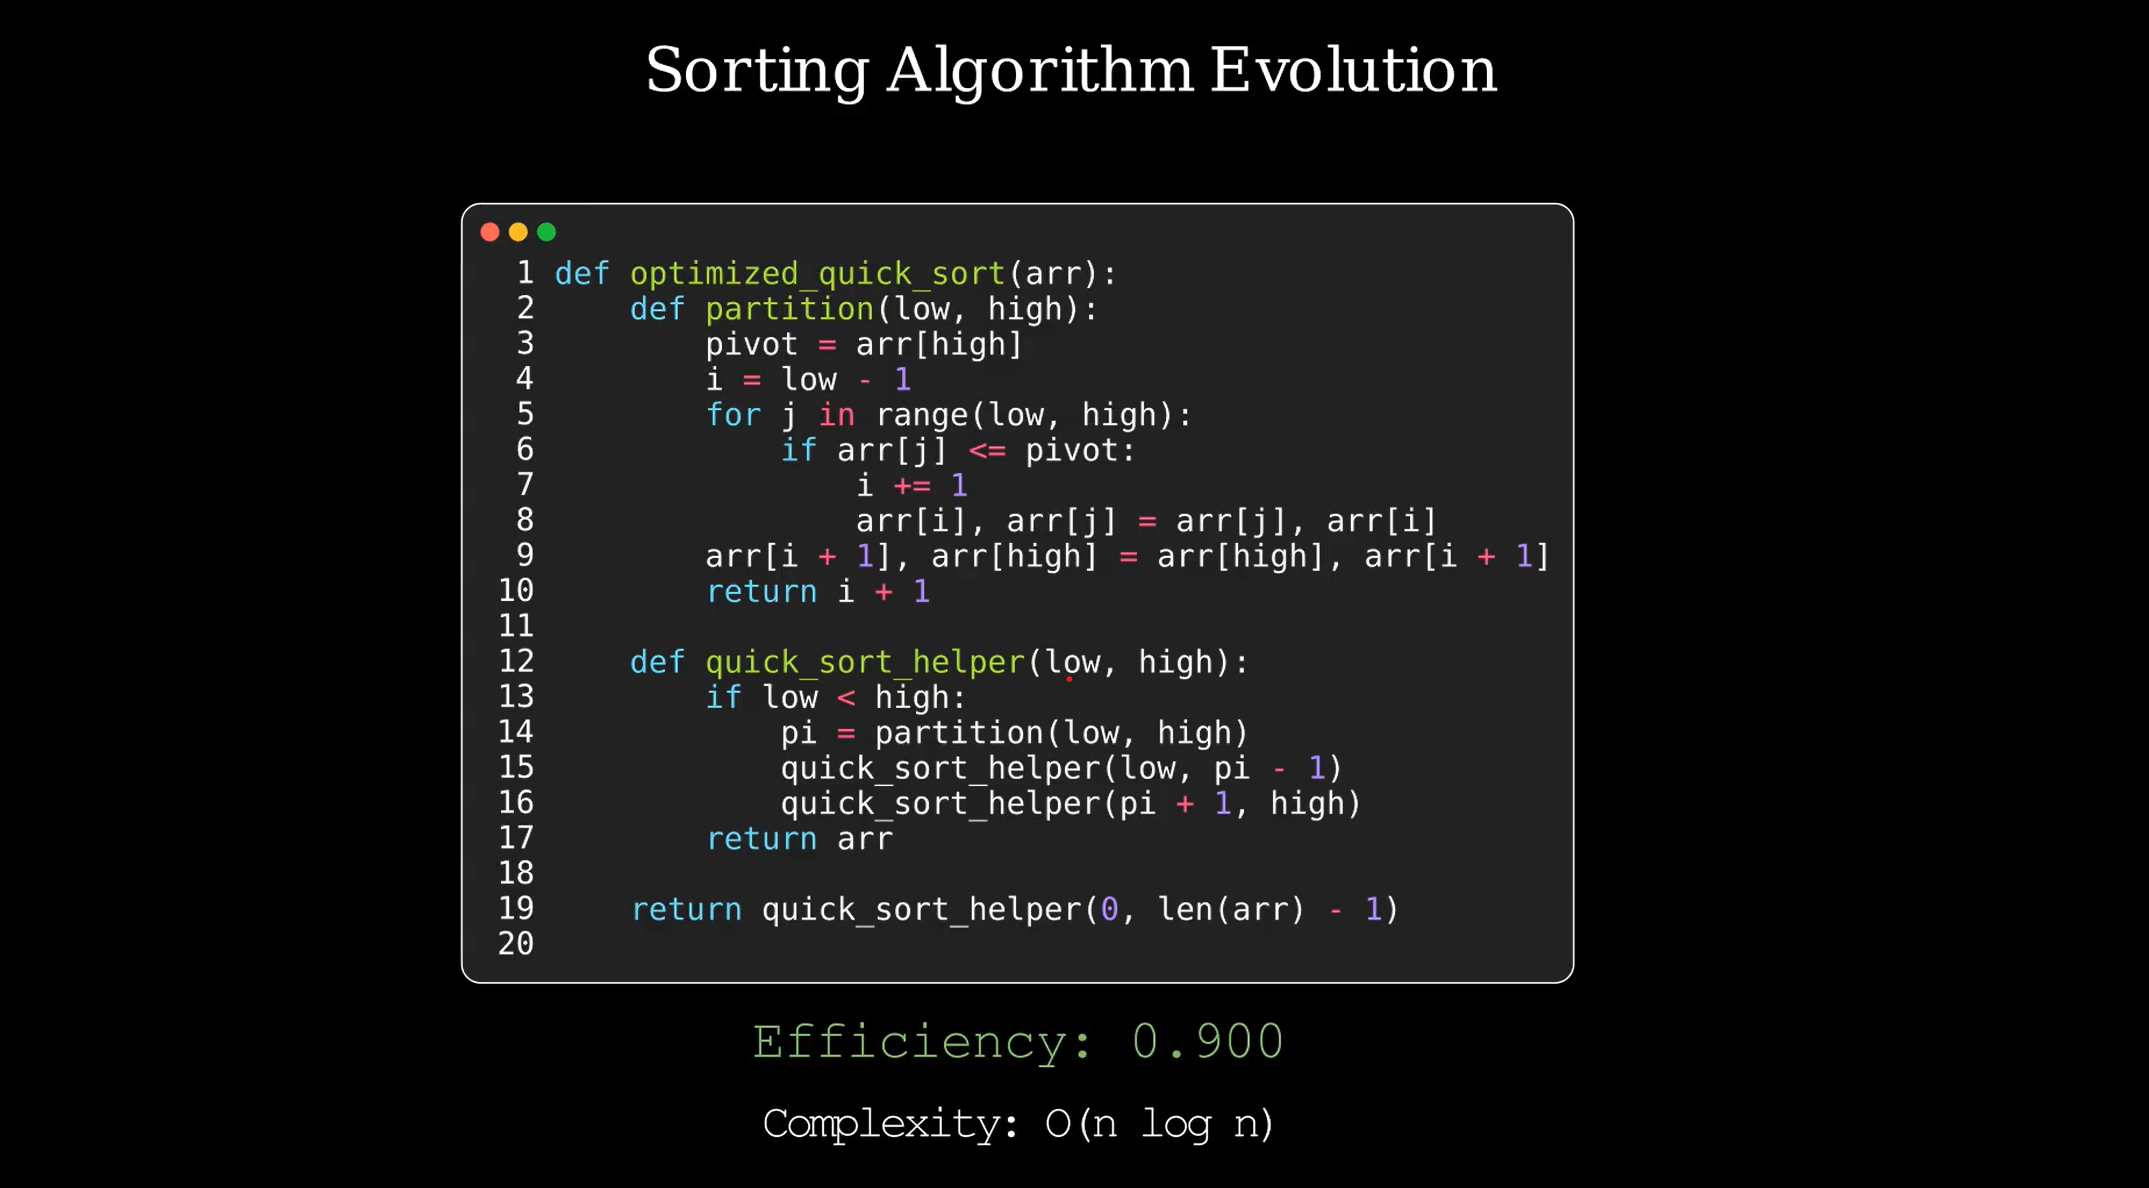 Sorting Algorithm Evolution
1 def optimized_quick_sort(arr):
2     def partition(low, high):
3         pivot = arr[high]
4         i = low - 1
5         for j in range(low, high):
6             if arr[j] <= pivot:
7                 i += 1
8                 arr[i], arr[j] = arr[j], arr[i]
9         arr[i + 1], arr[high] = arr[high], arr[i + 1]
10         return i + 1
11
12     def quick_sort_helper(low, high):
13         if low < high:
14             pi = partition(low, high)
15             quick_sort_helper(low, pi - 1)
16             quick_sort_helper(pi + 1, high)
17         return arr
18
19     return quick_sort_helper(0, len(arr) - 1)
20
Efficiency: 0.900
Complexity: O(n log n)